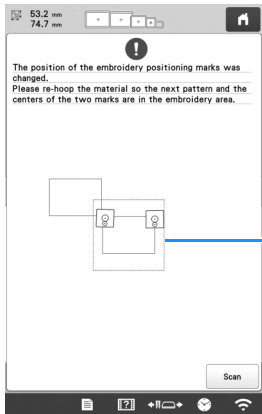 53.2 mm
74.7 mm
The position of the embroidery positioning marks was
changed.
Please re-hoop the material so the next pattern and the
centers of the two marks are in the embroidery area.
Scan